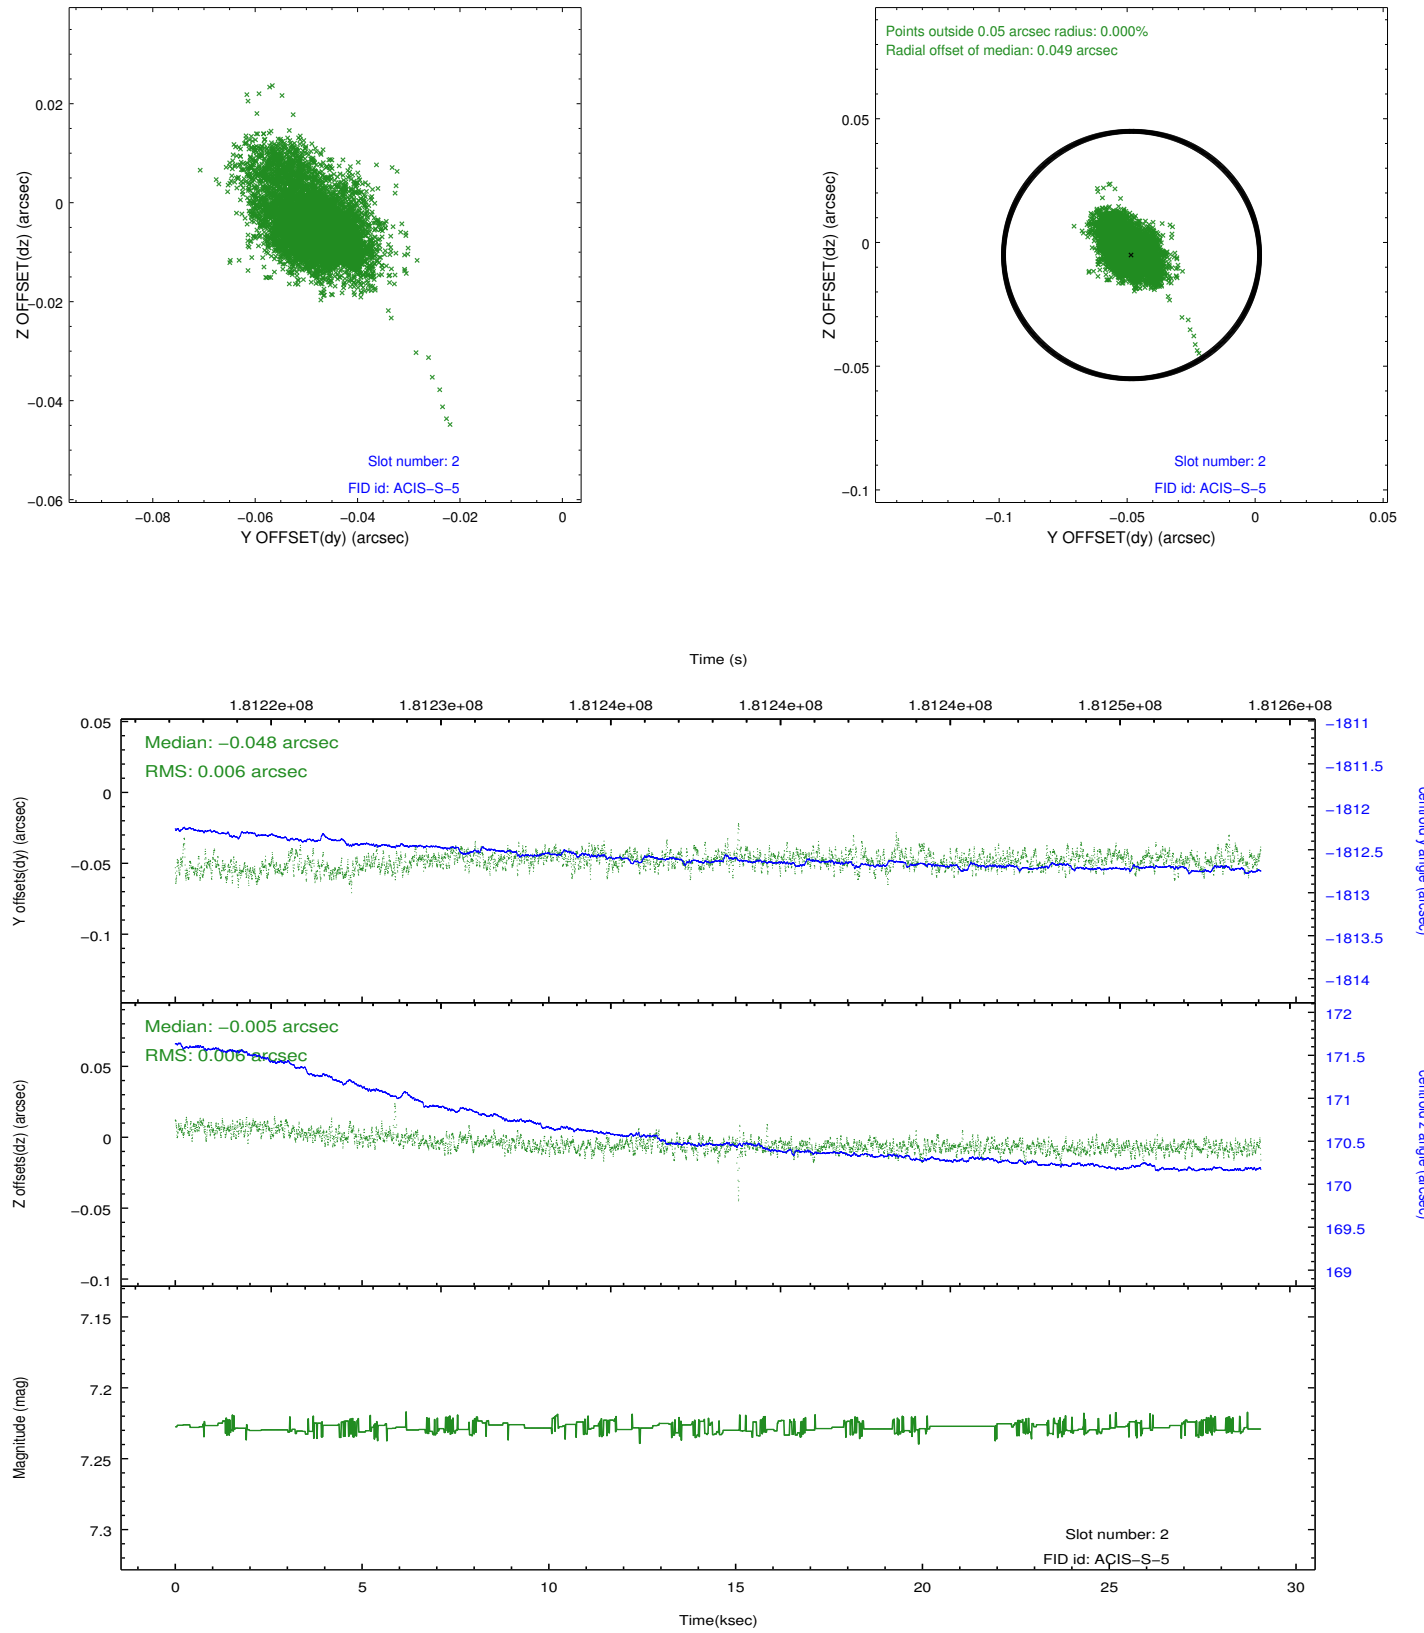 0.02
0
−0.02
−0.04
−0.06
Z OFFSET(dz) (arcsec)
Slot number: 2
FID id: ACIS−S−5
−0.08
−0.06
−0.04
−0.02
0
Y OFFSET(dy) (arcsec)
Points outside 0.05 arcsec radius: 0.000%
Radial offset of median: 0.049 arcsec
0.05
0
−0.05
−0.1
Z OFFSET(dz) (arcsec)
Slot number: 2
FID id: ACIS−S−5
−0.1
−0.05
0
0.05
Y OFFSET(dy) (arcsec)
Time (s)
1.8122e+08
1.8123e+08
1.8124e+08
1.8124e+08
1.8124e+08
1.8125e+08
1.8126e+08
Median: −0.048 arcsec
RMS: 0.006 arcsec
0.05
0
−0.05
−0.1
Y offsets(dy) (arcsec)
−1811
−1811.5
−1812
−1812.5
−1813
−1813.5
−1814
centroid y angle (arcsec)
Median: −0.005 arcsec
RMS: 0.006 arcsec
0.05
0
−0.05
−0.1
Z offsets(dz) (arcsec)
172
171.5
171
170.5
170
169.5
169
centroid z angle (arcsec)
7.15
7.2
7.25
7.3
Magnitude (mag)
Slot number: 2
FID id: ACIS−S−5
0
5
10
15
20
25
30
Time(ksec)